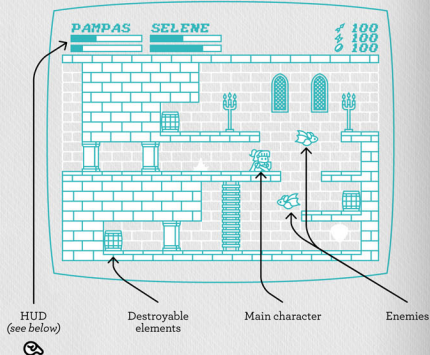 PAMPAS SELENE
100
100
100
HUD
(see below)
Destroyable
elements
Main character
Enemies